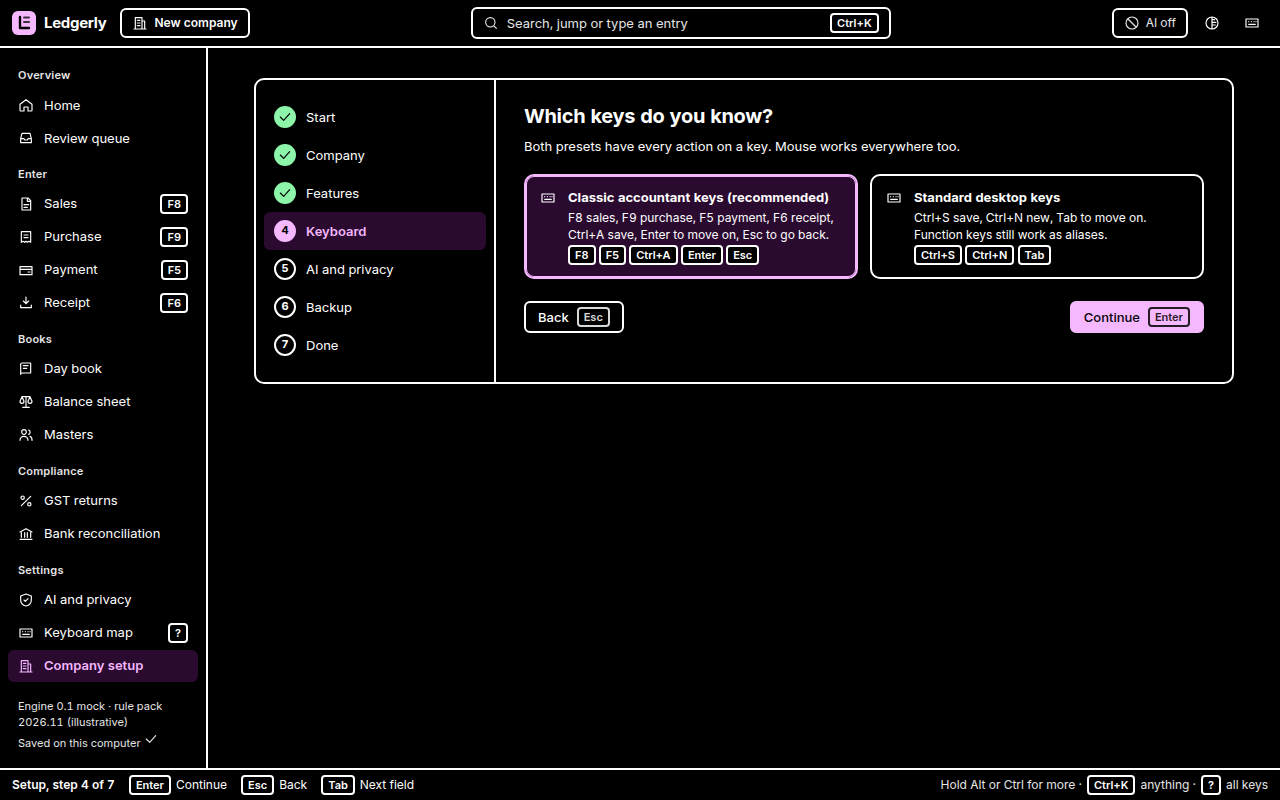 Ledgerly
New company
Search, jump or type an entry
Ctrl+K
AI off
Overview
Home
Review queue
Enter
Sales F8
Purchase F9
Payment F5
Receipt F6
Books
Day book
Balance sheet
Masters
Compliance
GST returns
Bank reconciliation
Settings
AI and privacy
Keyboard map ?
Company setup
Engine 0.1 mock · rule pack
2026.11 (illustrative)
Saved on this computer
Start
Company
Features
4 Keyboard
5 AI and privacy
6 Backup
7 Done
Which keys do you know?
Both presets have every action on a key. Mouse works everywhere too.
Classic accountant keys (recommended)
F8 sales, F9 purchase, F5 payment, F6 receipt,
Ctrl+A save, Enter to move on, Esc to go back.
F8 F5 Ctrl+A Enter Esc
Standard desktop keys
Ctrl+S save, Ctrl+N new, Tab to move on.
Function keys still work as aliases.
Ctrl+S Ctrl+N Tab
Back Esc
Continue Enter
Setup, step 4 of 7 Enter Continue Esc Back Tab Next field
Hold Alt or Ctrl for more · Ctrl+K anything · ? all keys